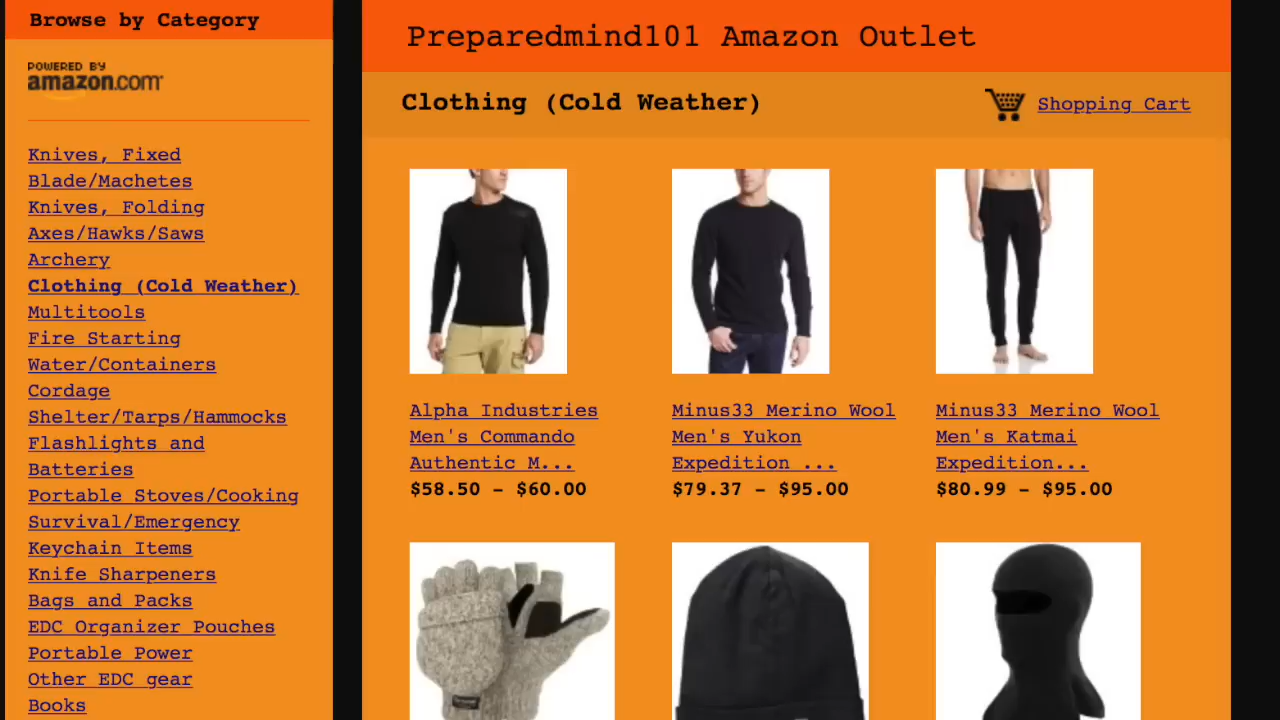 Browse by Category
POWERED BY
amazon.com
Knives, Fixed
Blade/Machetes
Knives, Folding
Axes/Hawks/Saws
Archery
Clothing (Cold Weather)
Multitools
Fire Starting
Water/Containers
Cordage
Shelter/Tarps/Hammocks
Flashlights and
Batteries
Portable Stoves/Cooking
Survival/Emergency
Keychain Items
Knife Sharpeners
Bags and Packs
EDC Organizer Pouches
Portable Power
Other EDC gear
Books
Preparedmind101 Amazon Outlet
Clothing (Cold Weather)
Shopping Cart
Alpha Industries
Men's Commando
Authentic M...
$58.50 - $60.00
Minus33 Merino Wool
Men's Yukon
Expedition ...
$79.37 - $95.00
Minus33 Merino Wool
Men's Katmai
Expedition...
$80.99 - $95.00